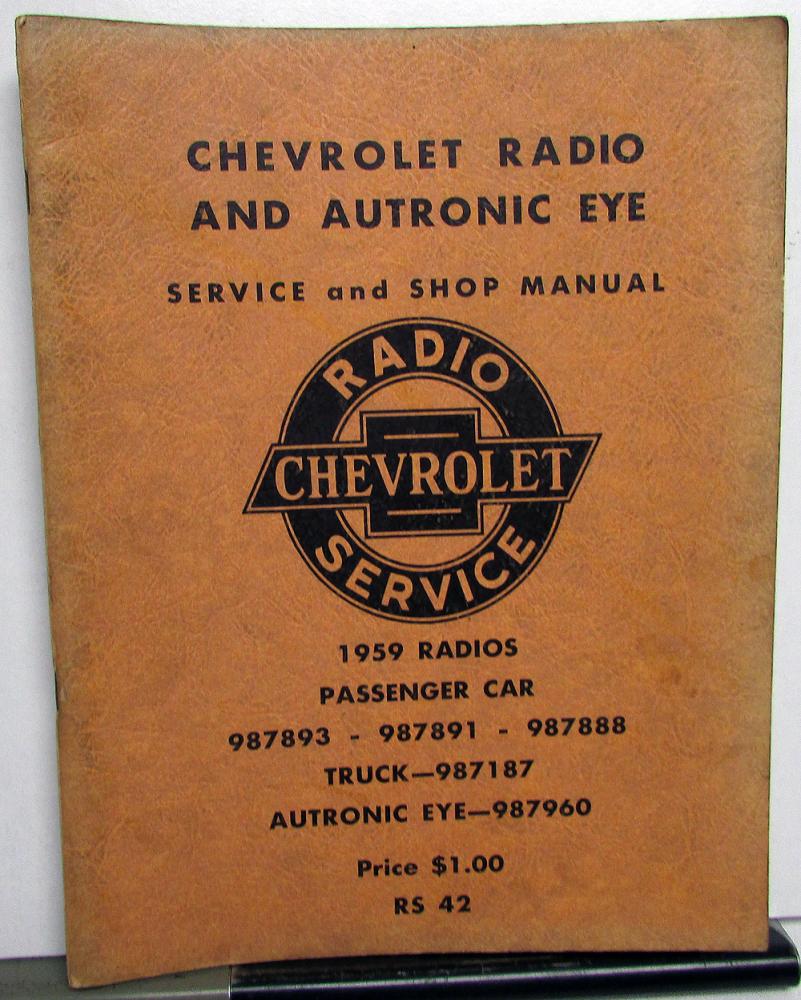 CHEVROLET RADIO
AND AUTRONIC EYE
SERVICE and SHOP MANUAL
RADIO
CHEVROLET
SERVICE
1959 RADIOS
PASSENGER CAR
987893 - 987891 - 987888
TRUCK—987187
AUTRONIC EYE—987960
Price $1.00
RS 42